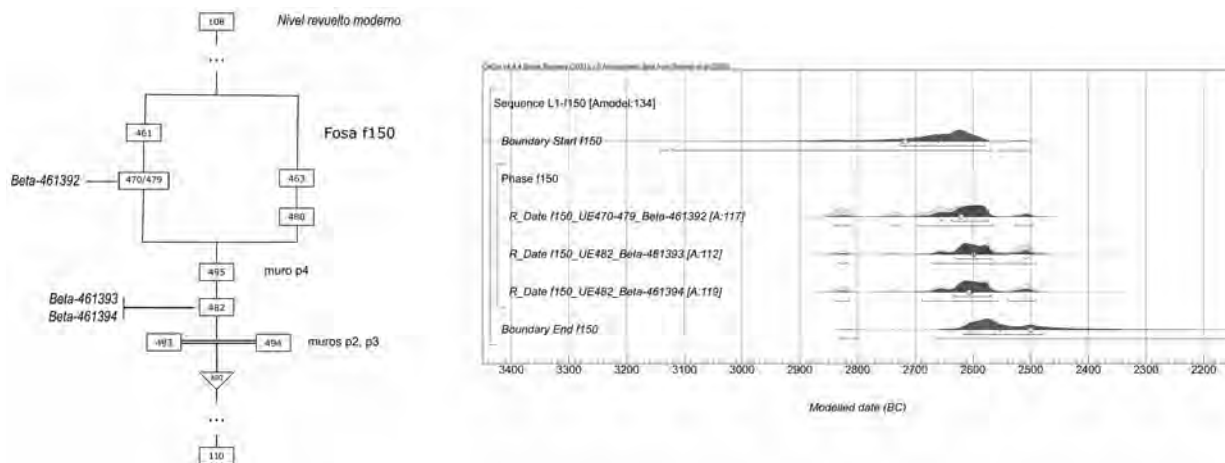 108
Nivel revuelto moderno
...
461
Fosa f150
Beta-461392
470/479
463
480
495
muro p4
Beta-461393
Beta-461394
482
483
494
muros p2, p3
...
110
Sequence L1-f150 [Amodel:134]
Boundary Start f150
Phase f150
R_Date f150_UE470-479_Beta-461392 [A:117]
R_Date f150_UE482_Beta-461393 [A:112]
R_Date f150_UE482_Beta-461394 [A:119]
Boundary End f150
3400 3300 3200 3100 3000 2900 2800 2700 2600 2500 2400 2300 2200
Modelled date (BC)